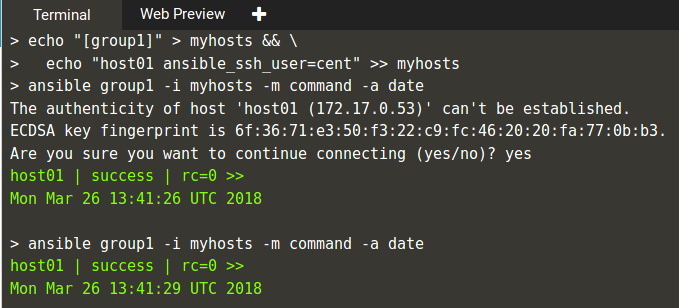 Terminal
Web Preview
> echo "[group1]" > myhosts && \
>   echo "host01 ansible_ssh_user=cent" >> myhosts
> ansible group1 -i myhosts -m command -a date
The authenticity of host 'host01 (172.17.0.53)' can't be established.
ECDSA key fingerprint is 6f:36:71:e3:50:f3:22:c9:fc:46:20:20:fa:77:0b:b3.
Are you sure you want to continue connecting (yes/no)? yes
host01 | success | rc=0 >>
Mon Mar 26 13:41:26 UTC 2018
> ansible group1 -i myhosts -m command -a date
host01 | success | rc=0 >>
Mon Mar 26 13:41:29 UTC 2018